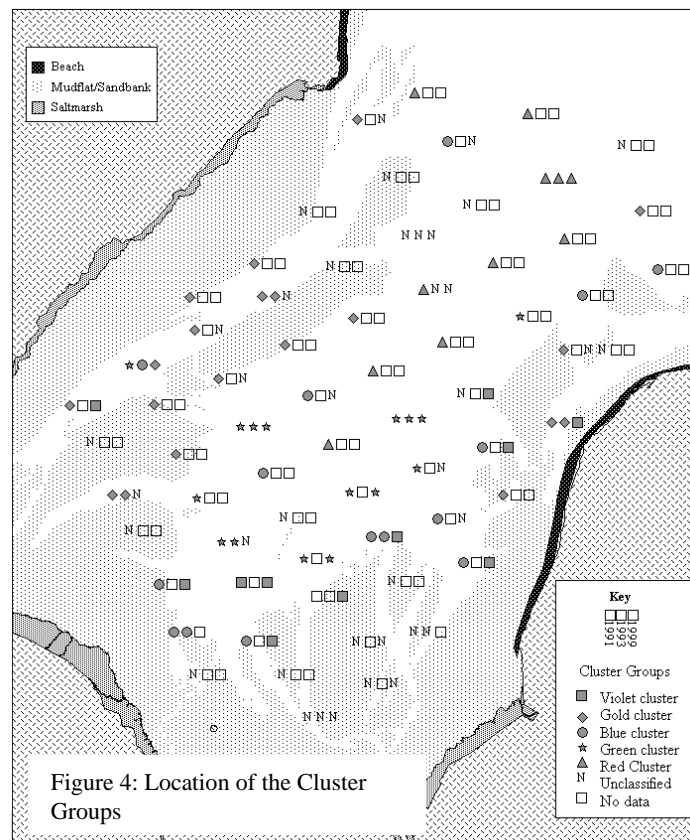 Beach
Mudflat/Sandbank
Saltmarsh
N
N
N
N
N
N
N N N
N
N N
N
N
N N
N
N
N
N
N
N
N
N
N
N
N
N N
N N
N
N
N N
N N N
Key
1991
1993
1999
Cluster Groups
Violet cluster
Gold cluster
Blue cluster
Green cluster
Red Cluster
N Unclassified
No data
Figure 4: Location of the Cluster
Groups